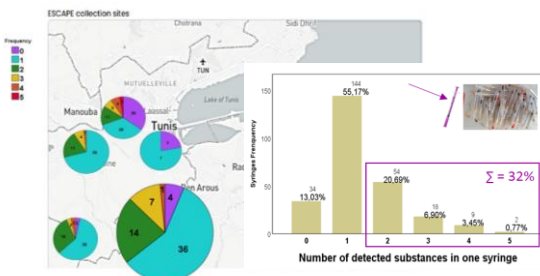 ESCAPE collection sites
Frequency
0
1
2
3
4
5
Chotrana
Sidi Dhrif
TUN
MUTUELLEVILLE
Manouba
Lake of Tunis
Tunis
Ben Arous
4
7
14
36
Syringes Frenquency
150
100
50
0
144
55,17%
34
13,03%
54
20,69%
18
6,90%
9
3,45%
2
0,77%
∑ = 32%
0 1 2 3 4 5
Number of detected substances in one syringe